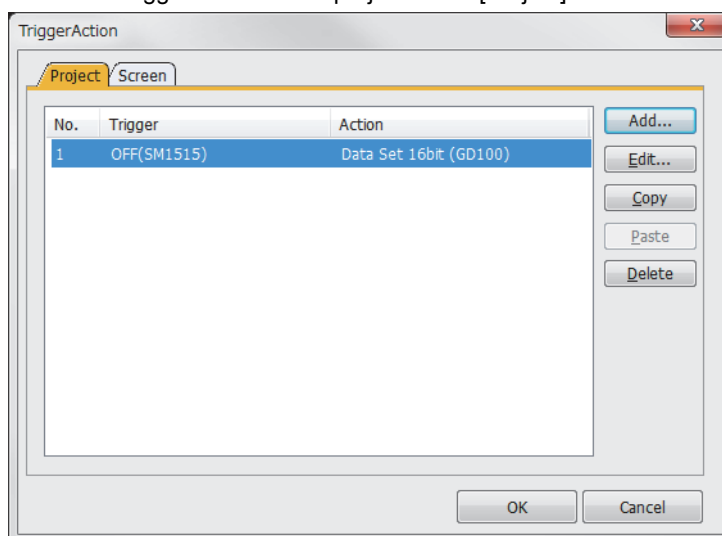 TriggerAction
Project Screen
No. Trigger Action
1 OFF(SM1515) Data Set 16bit (GD100)
Add...
Edit...
Copy
Paste
Delete
OK Cancel